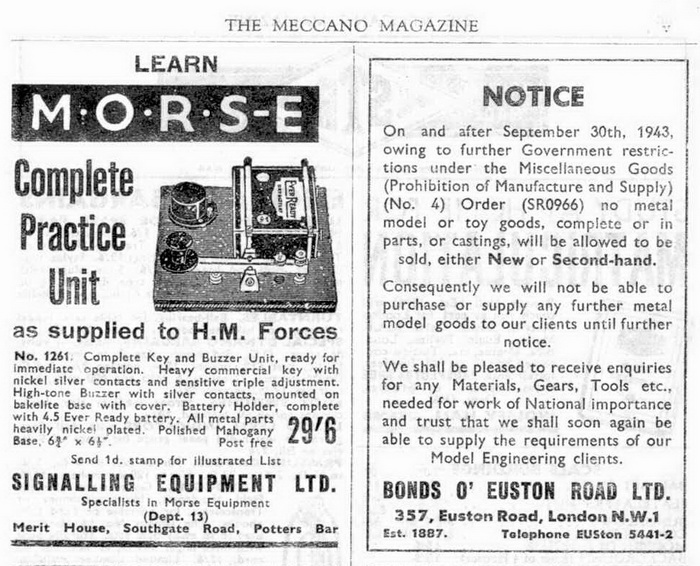 THE MECCANO MAGAZINE
v
LEARN
M·O·R·S-E
Complete
Practice
Unit
EVER READY
as supplied to H.M. Forces
No. 1261. Complete Key and Buzzer Unit, ready for
immediate operation. Heavy commercial key with
nickel silver contacts and sensitive triple adjustment.
High-tone Buzzer with silver contacts, mounted on
bakelite base with cover. Battery Holder, complete
with 4.5 Ever Ready battery. All metal parts
heavily nickel plated. Polished Mahogany
Base, 6¾" x 6½". Post free
29'6
Send 1d. stamp for illustrated List
SIGNALLING EQUIPMENT LTD.
Specialists in Morse Equipment
(Dept. 13)
Merit House, Southgate Road, Potters Bar
NOTICE
On and after September 30th, 1943,
owing to further Government restric-
tions under the Miscellaneous Goods
(Prohibition of Manufacture and Supply)
(No. 4) Order (SR0966) no metal
model or toy goods, complete or in
parts, or castings, will be allowed to be
sold, either New or Second-hand.
Consequently we will not be able to
purchase or supply any further metal
model goods to our clients until further
notice.
We shall be pleased to receive enquiries
for any Materials, Gears, Tools etc.,
needed for work of National importance
and trust that we shall soon again be
able to supply the requirements of our
Model Engineering clients.
BONDS O' EUSTON ROAD LTD.
357, Euston Road, London N.W.1
Est. 1887. Telephone EUSton 5441-2